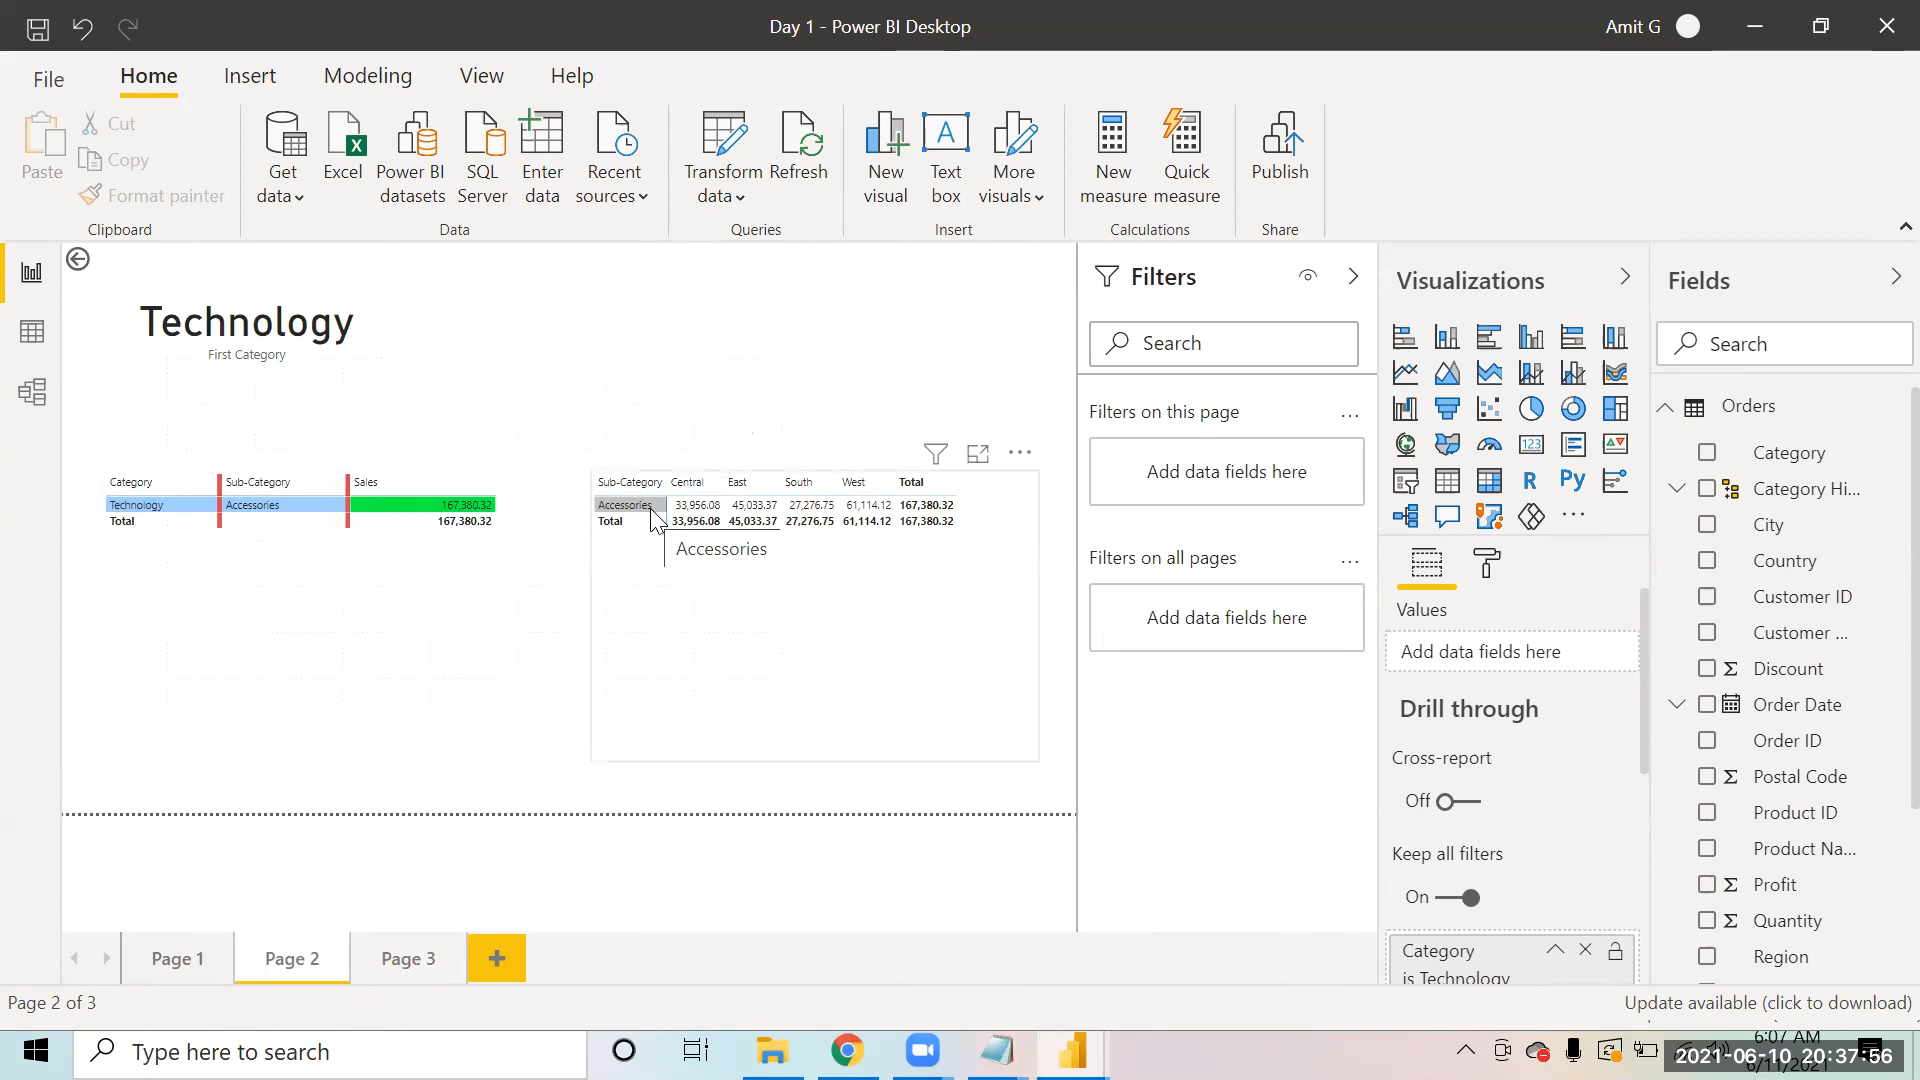 Day 1 - Power BI Desktop
Amit G
File
Home
Insert
Modeling
View
Help
Paste
Cut
Copy
Format painter
Clipboard
Get data
Excel
Power BI datasets
SQL Server
Enter data
Recent sources
Data
Transform data
Refresh
Queries
New visual
Text box
More visuals
Insert
New measure
Quick measure
Calculations
Publish
Share
Technology
First Category
Category Sub-Category Sales
Technology Accessories 167,380.32
Total 167,380.32
Sub-Category Central East South West Total
Accessories 33,956.08 45,033.37 27,276.75 61,114.12 167,380.32
Total 33,956.08 45,033.37 27,276.75 61,114.12 167,380.32
Accessories
Filters
Search
Filters on this page
...
Add data fields here
Filters on all pages
...
Add data fields here
Visualizations
123
R
Py
...
Values
Add data fields here
Drill through
Cross-report
Off
Keep all filters
On
Category
is Technology
Fields
Search
Orders
Category
Category Hi...
City
Country
Customer ID
Customer ...
Σ Discount
Order Date
Order ID
Σ Postal Code
Product ID
Product Na...
Σ Profit
Σ Quantity
Region
Page 1
Page 2
Page 3
+
Page 2 of 3
Update available (click to download)
Type here to search
6:07 AM
2021-06-10 20:37:56